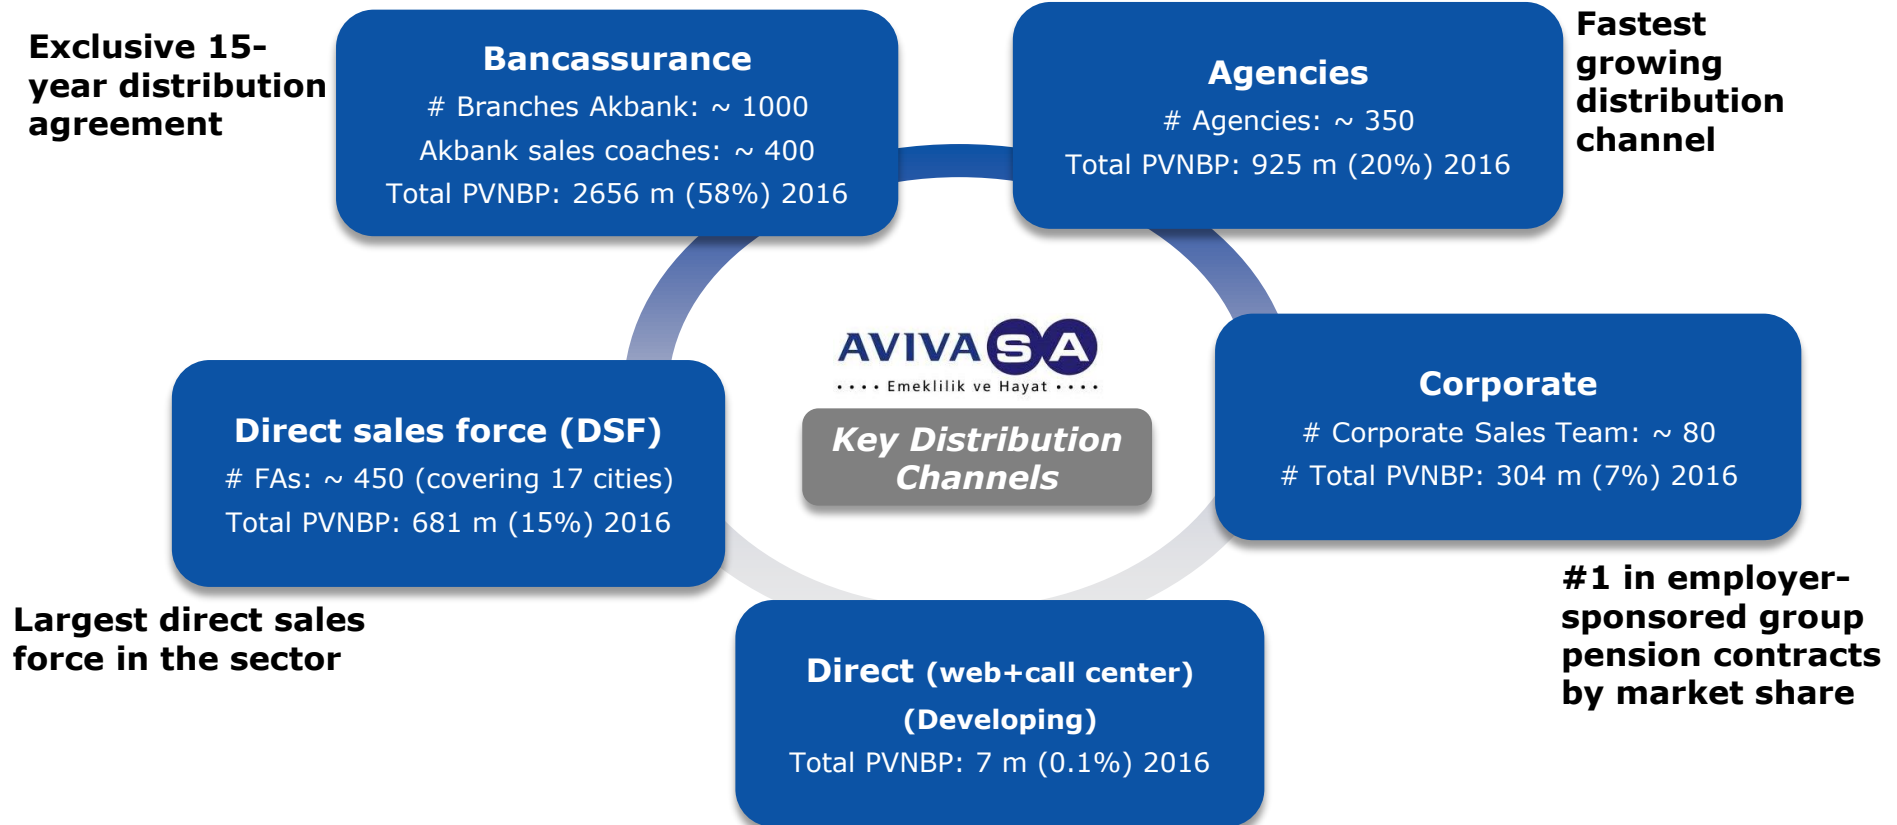 Exclusive 15-
year distribution
agreement
Bancassurance
# Branches Akbank: ~ 1000
Akbank sales coaches: ~ 400
Total PVNBP: 2656 m (58%) 2016
Agencies
# Agencies: ~ 350
Total PVNBP: 925 m (20%) 2016
Fastest
growing
distribution
channel
AVIVASA
•••• Emeklilik ve Hayat ••••
Key Distribution
Channels
Direct sales force (DSF)
# FAs: ~ 450 (covering 17 cities)
Total PVNBP: 681 m (15%) 2016
Largest direct sales
force in the sector
Corporate
# Corporate Sales Team: ~ 80
# Total PVNBP: 304 m (7%) 2016
#1 in employer-
sponsored group
pension contracts
by market share
Direct (web+call center)
(Developing)
Total PVNBP: 7 m (0.1%) 2016